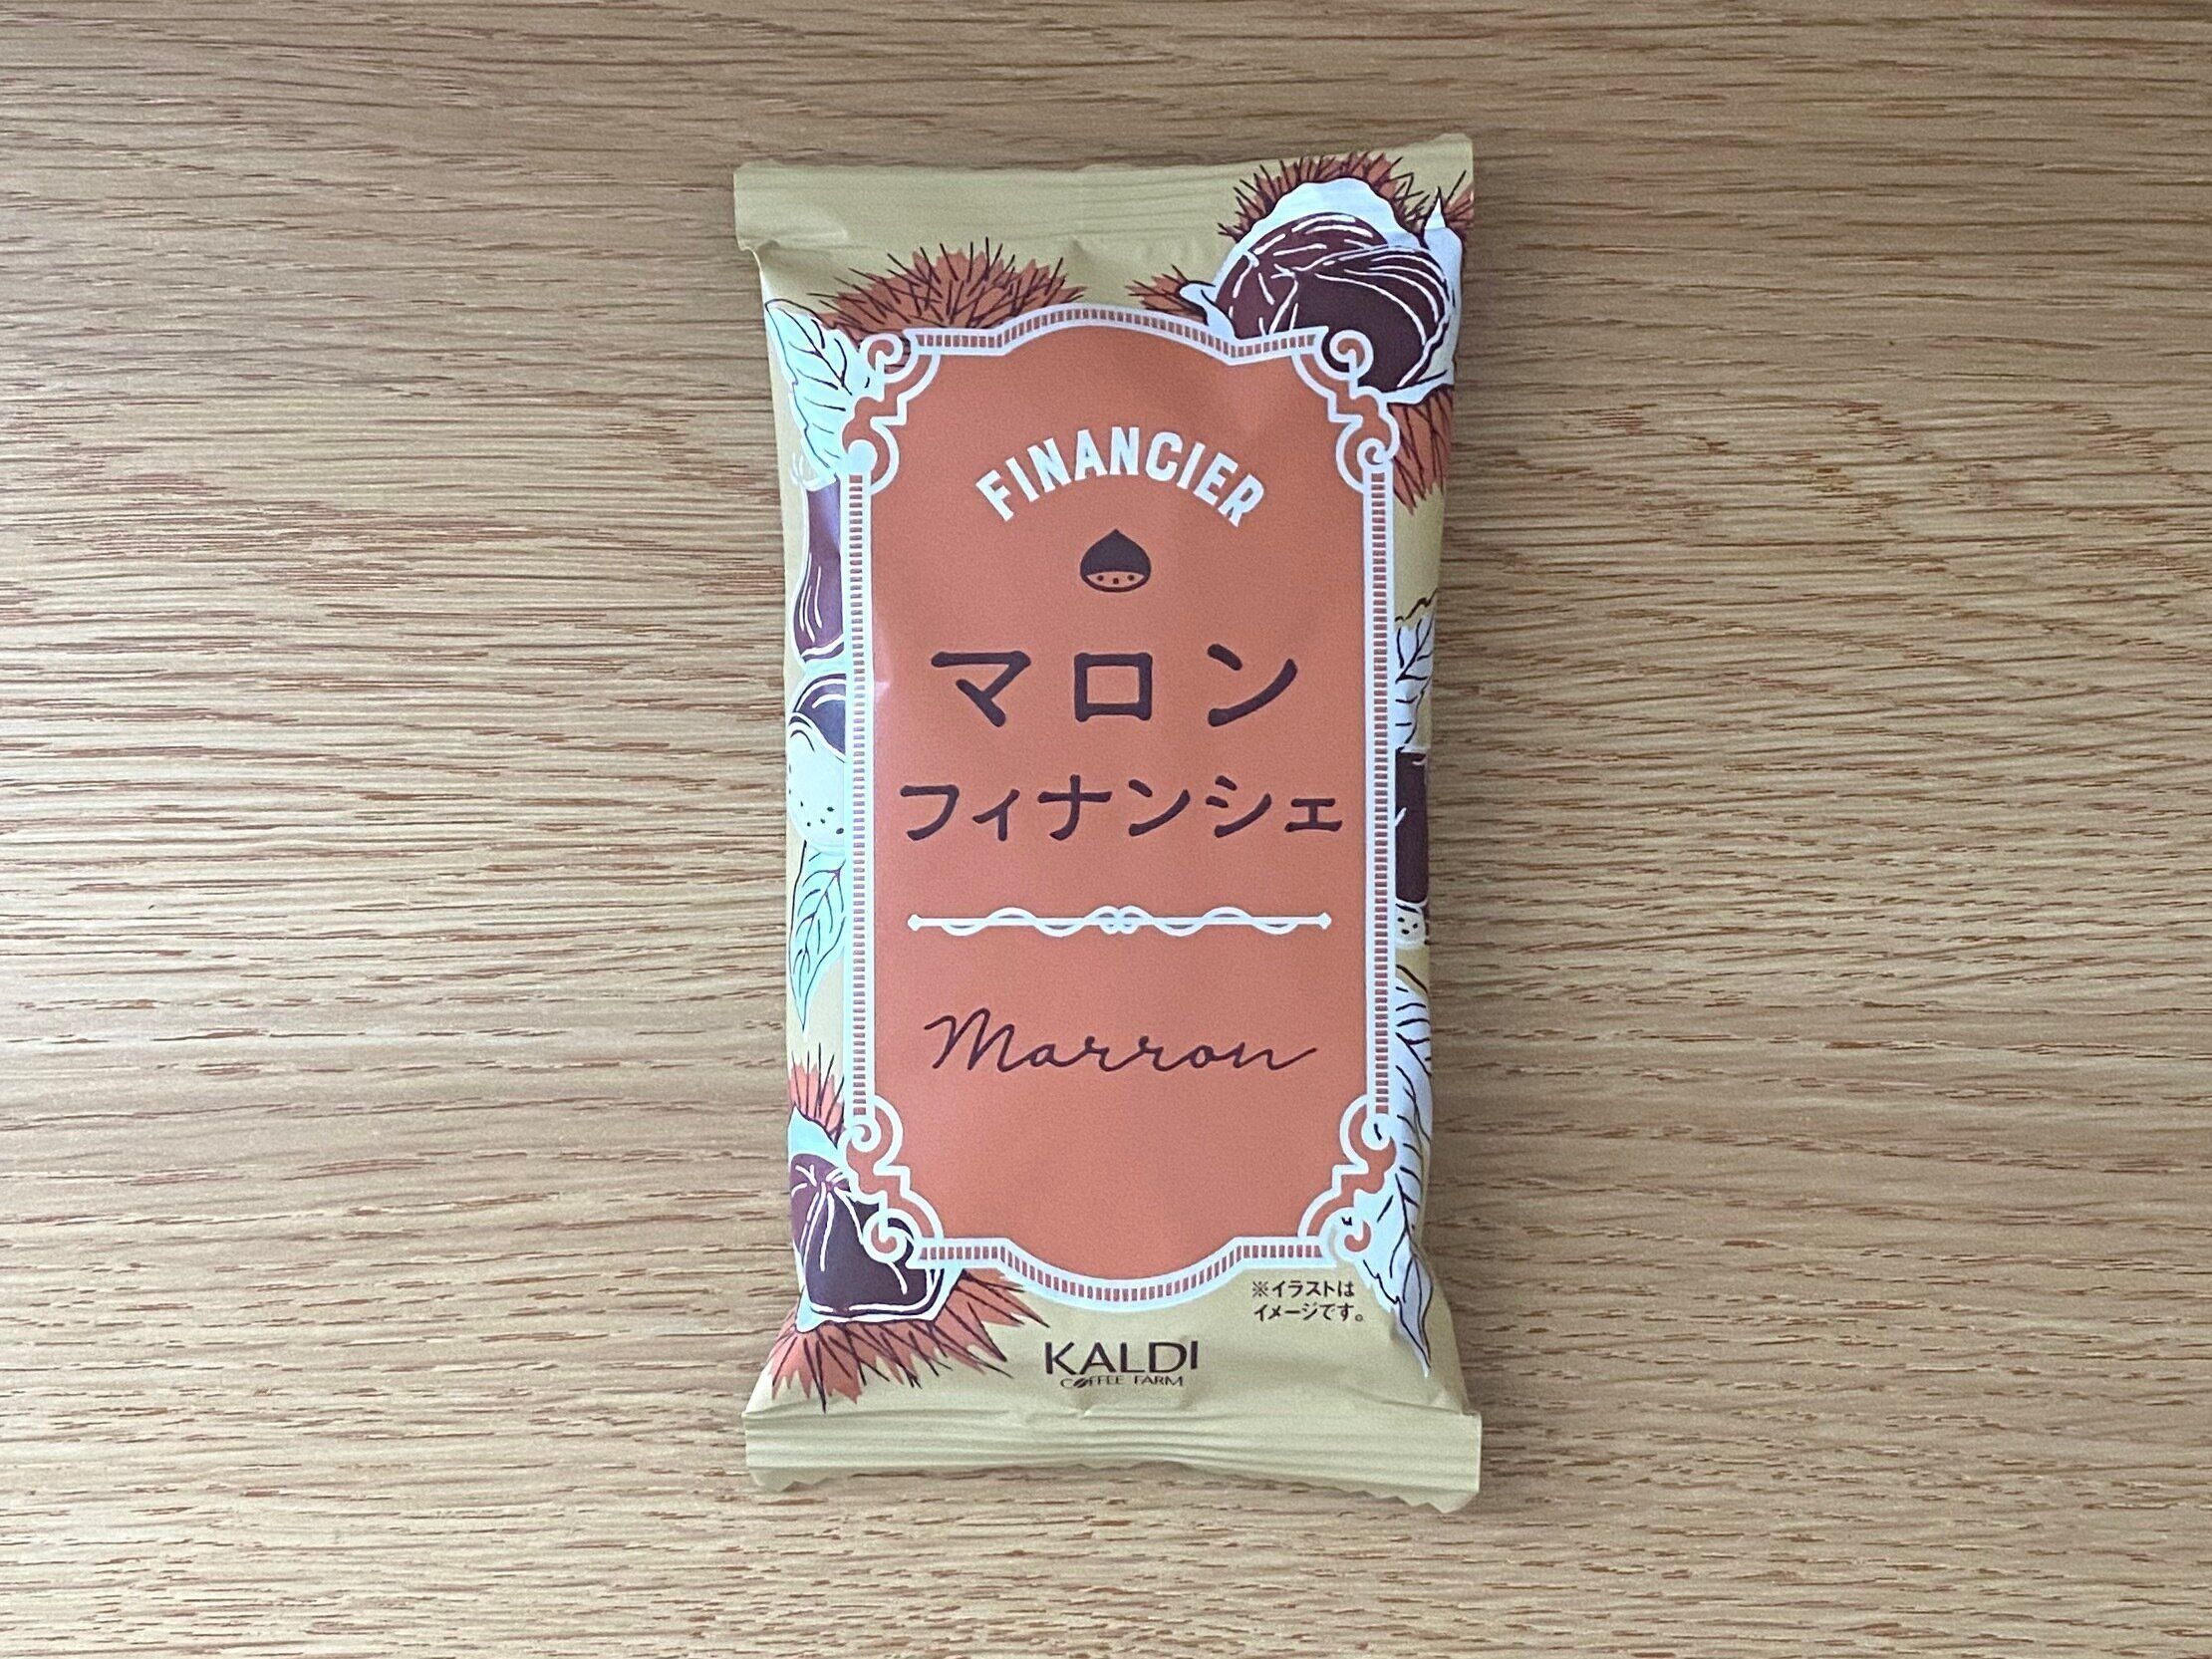 FINANCIER
マロン
フィナンシェ
Marron
※イラストは
イメージです。
KALDI
COFFEE FARM